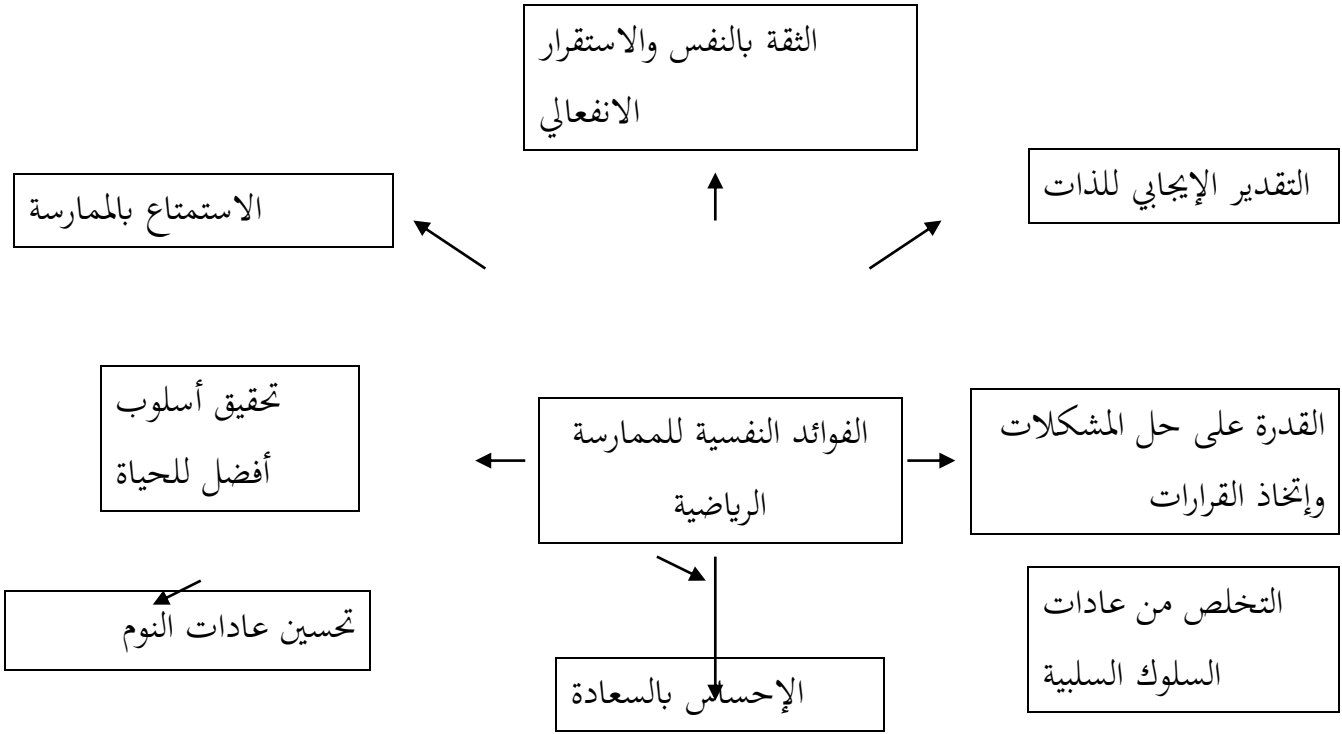 الثقة بالنفس والاستقرار
الانفعالي
التقدير الإيجابي للذات
الاستمتاع بالممارسة
تحقيق أسلوب
أفضل للحياة
الفوائد النفسية للممارسة
الرياضية
القدرة على حل المشكلات
وإتخاذ القرارات
التخلص من عادات
السلوك السلبية
تحسين عادات النوم
الإحساس بالسعادة